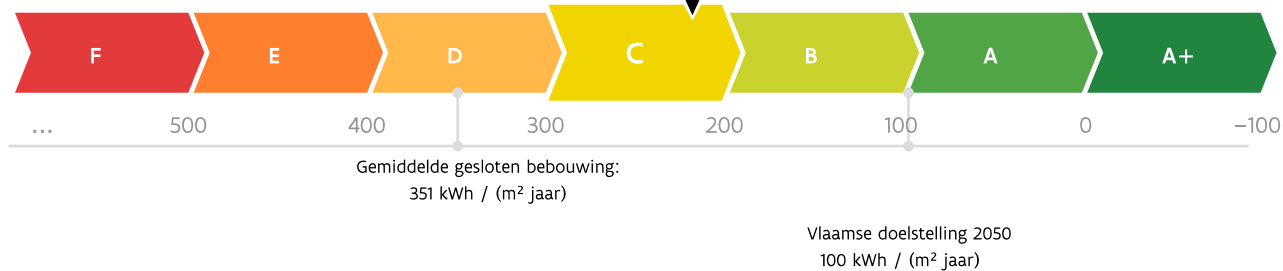 F E D C B A A+
... 500 400 300 200 100 0 –100
Gemiddelde gesloten bebouwing:
351 kWh / (m² jaar)
Vlaamse doelstelling 2050
100 kWh / (m² jaar)